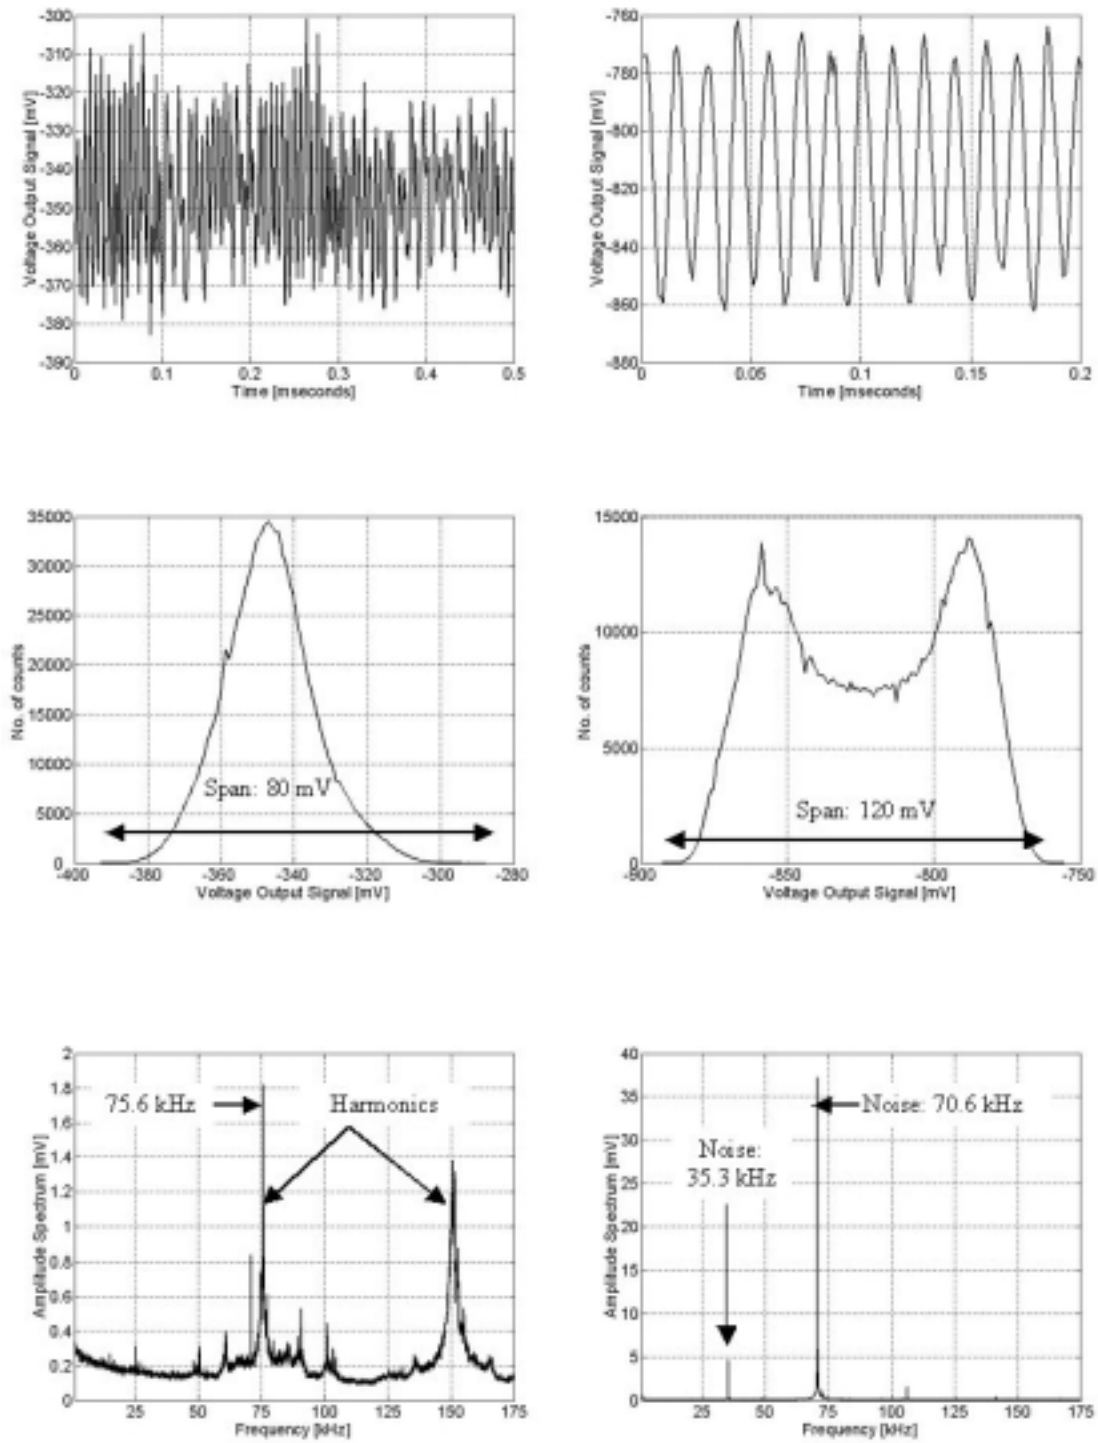 -300
-310
-320
-330
-340
-350
-360
-370
-380
-390
Voltage Output Signal [mV]
0 0.1 0.2 0.3 0.4 0.5
Time [mseconds]
-760
-780
-800
-820
-840
-860
-880
Voltage Output Signal [mV]
0 0.05 0.1 0.15 0.2
Time [mseconds]
35000
30000
25000
20000
15000
10000
5000
0
No. of counts
Span: 80 mV
-400 -380 -360 -340 -320 -300 -280
Voltage Output Signal [mV]
15000
10000
5000
0
No. of counts
Span: 120 mV
-900 -850 -800 -750
Voltage Output Signal [mV]
2
1.8
1.6
1.4
1.2
1
0.8
0.6
0.4
0.2
0
Amplitude Spectrum [mV]
75.6 kHz
Harmonics
25 50 75 100 125 150 175
Frequency [kHz]
40
35
30
25
20
15
10
5
0
Amplitude Spectrum [mV]
Noise: 70.6 kHz
Noise:
35.3 kHz
25 50 75 100 125 150 175
Frequency [kHz]